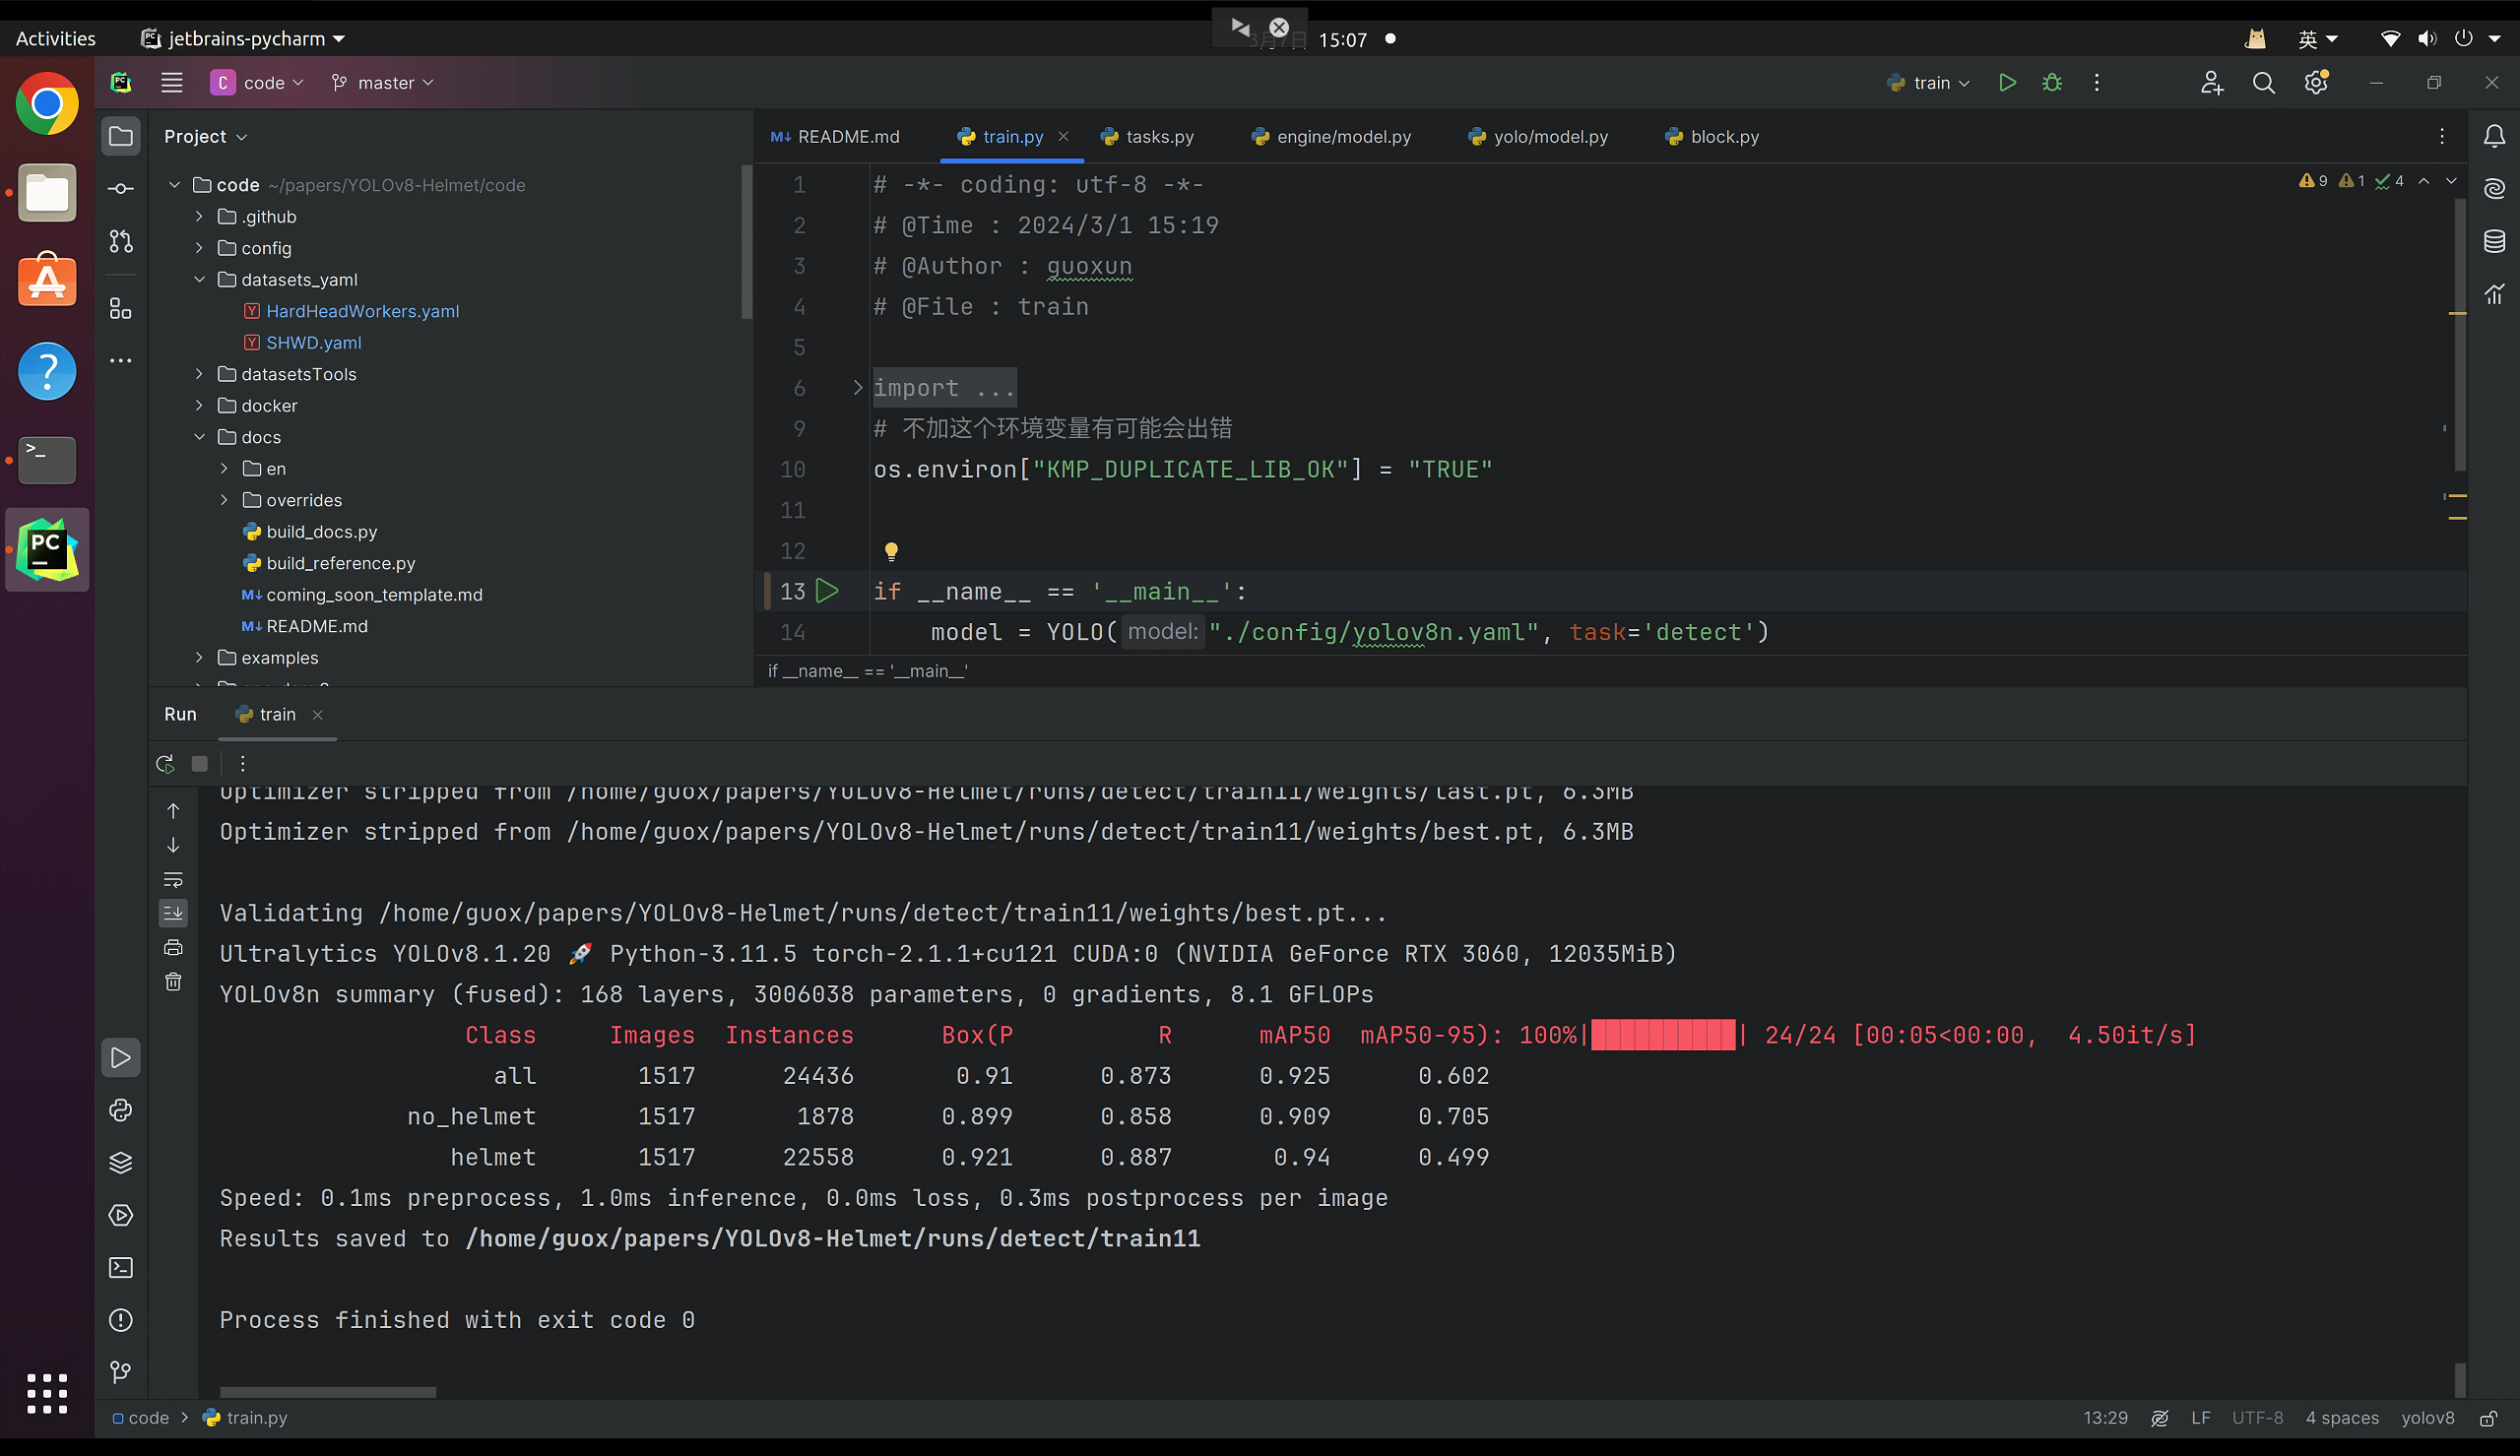 Activities
jetbrains-pycharm
3月7日 15:07
英
code
master
train
Project
README.md
train.py
tasks.py
engine/model.py
yolo/model.py
block.py
code ~/papers/YOLOv8-Helmet/code
.github
config
datasets_yaml
HardHeadWorkers.yaml
SHWD.yaml
datasetsTools
docker
docs
en
overrides
build_docs.py
build_reference.py
coming_soon_template.md
README.md
examples
9 1 4
1 # -*- coding: utf-8 -*-
2 # @Time : 2024/3/1 15:19
3 # @Author : guoxun
4 # @File : train
5
6 import ...
9 # 不加这个环境变量有可能会出错
10 os.environ["KMP_DUPLICATE_LIB_OK"] = "TRUE"
11
12
13 if __name__ == '__main__':
14 model = YOLO( model: "./config/yolov8n.yaml", task='detect')
if __name__ == '__main__'
Run
train
Optimizer stripped from /home/guox/papers/YOLOv8-Helmet/runs/detect/train11/weights/last.pt, 6.3MB
Optimizer stripped from /home/guox/papers/YOLOv8-Helmet/runs/detect/train11/weights/best.pt, 6.3MB
Validating /home/guox/papers/YOLOv8-Helmet/runs/detect/train11/weights/best.pt...
Ultralytics YOLOv8.1.20 🚀 Python-3.11.5 torch-2.1.1+cu121 CUDA:0 (NVIDIA GeForce RTX 3060, 12035MiB)
YOLOv8n summary (fused): 168 layers, 3006038 parameters, 0 gradients, 8.1 GFLOPs
Class Images Instances Box(P R mAP50 mAP50-95): 100%|██████████| 24/24 [00:05<00:00, 4.50it/s]
all 1517 24436 0.91 0.873 0.925 0.602
no_helmet 1517 1878 0.899 0.858 0.909 0.705
helmet 1517 22558 0.921 0.887 0.94 0.499
Speed: 0.1ms preprocess, 1.0ms inference, 0.0ms loss, 0.3ms postprocess per image
Results saved to /home/guox/papers/YOLOv8-Helmet/runs/detect/train11
Process finished with exit code 0
code > train.py
13:29 LF UTF-8 4 spaces yolov8